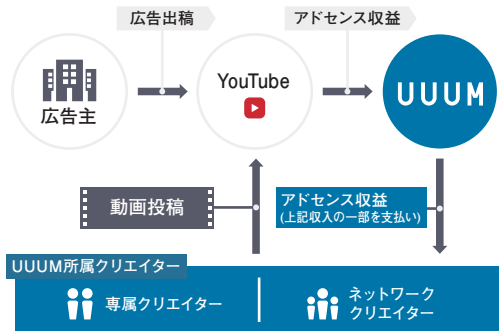 広告出稿
アドセンス収益
広告主
YouTube
UUUM
動画投稿
アドセンス収益
(上記収入の一部を支払い)
UUUM所属クリエイター
専属クリエイター
ネットワーク
クリエイター